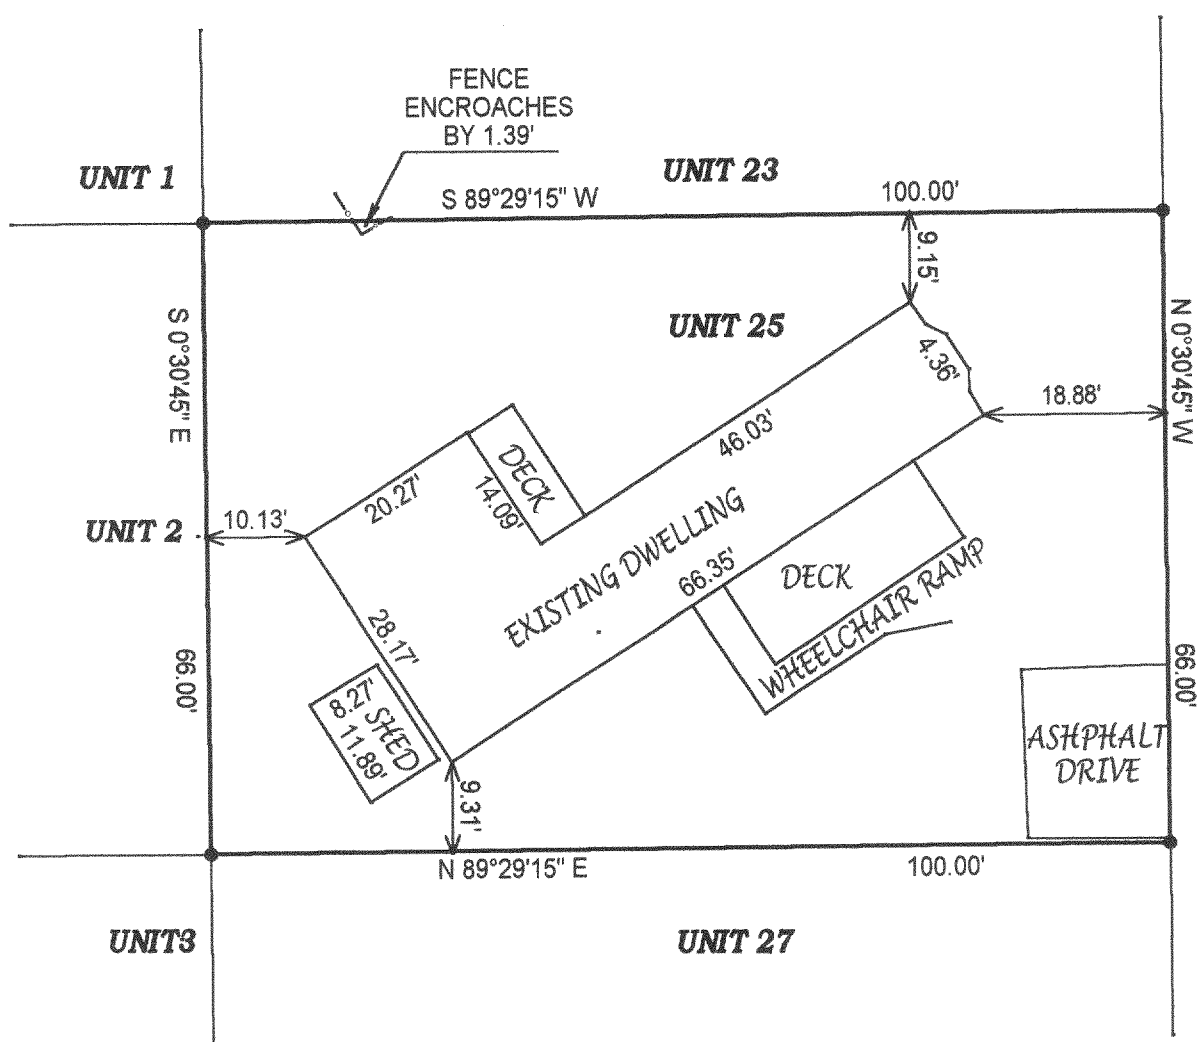 FENCE
ENCROACHES
BY 1.39'
UNIT 1
UNIT 23
S 89°29'15" W
100.00'
9.15'
S 0°30'45" E
UNIT 25
N 0°30'45" W
4.36'
18.88'
46.03'
DECK
14.09'
20.27'
UNIT 2
10.13'
EXISTING DWELLING
66.35'
DECK
WHEELCHAIR RAMP
28.17'
66.00'
66.00'
8.27'
SHED
11.89'
ASHPHALT
DRIVE
9.31'
N 89°29'15" E
100.00'
UNIT3
UNIT 27